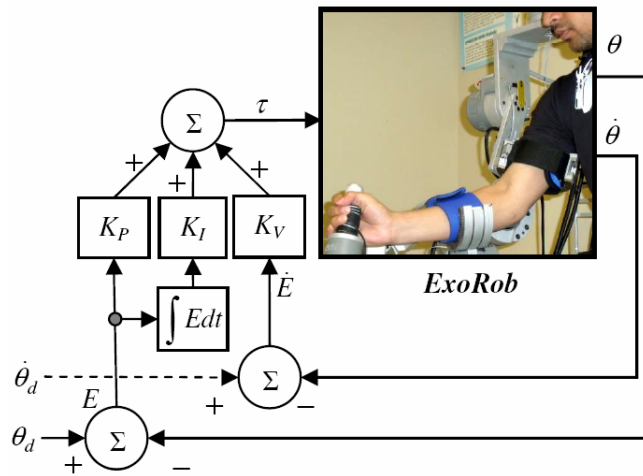 θ
Σ
τ
θ̇
+
+
+
K_P
K_I
K_V
ExoRob
Ė
∫ Edt
θ̇_d
Σ
+
−
E
θ_d
Σ
+
−